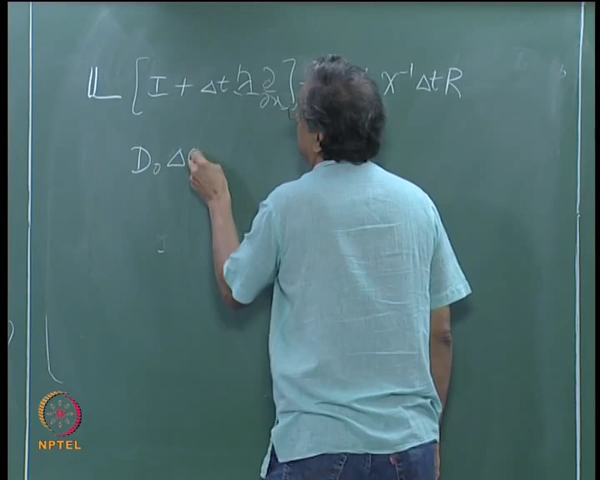 𝕃 [ I + Δt Λ ∂/∂x ] X⁻¹ Δt R
D₀ Δ
NPTEL